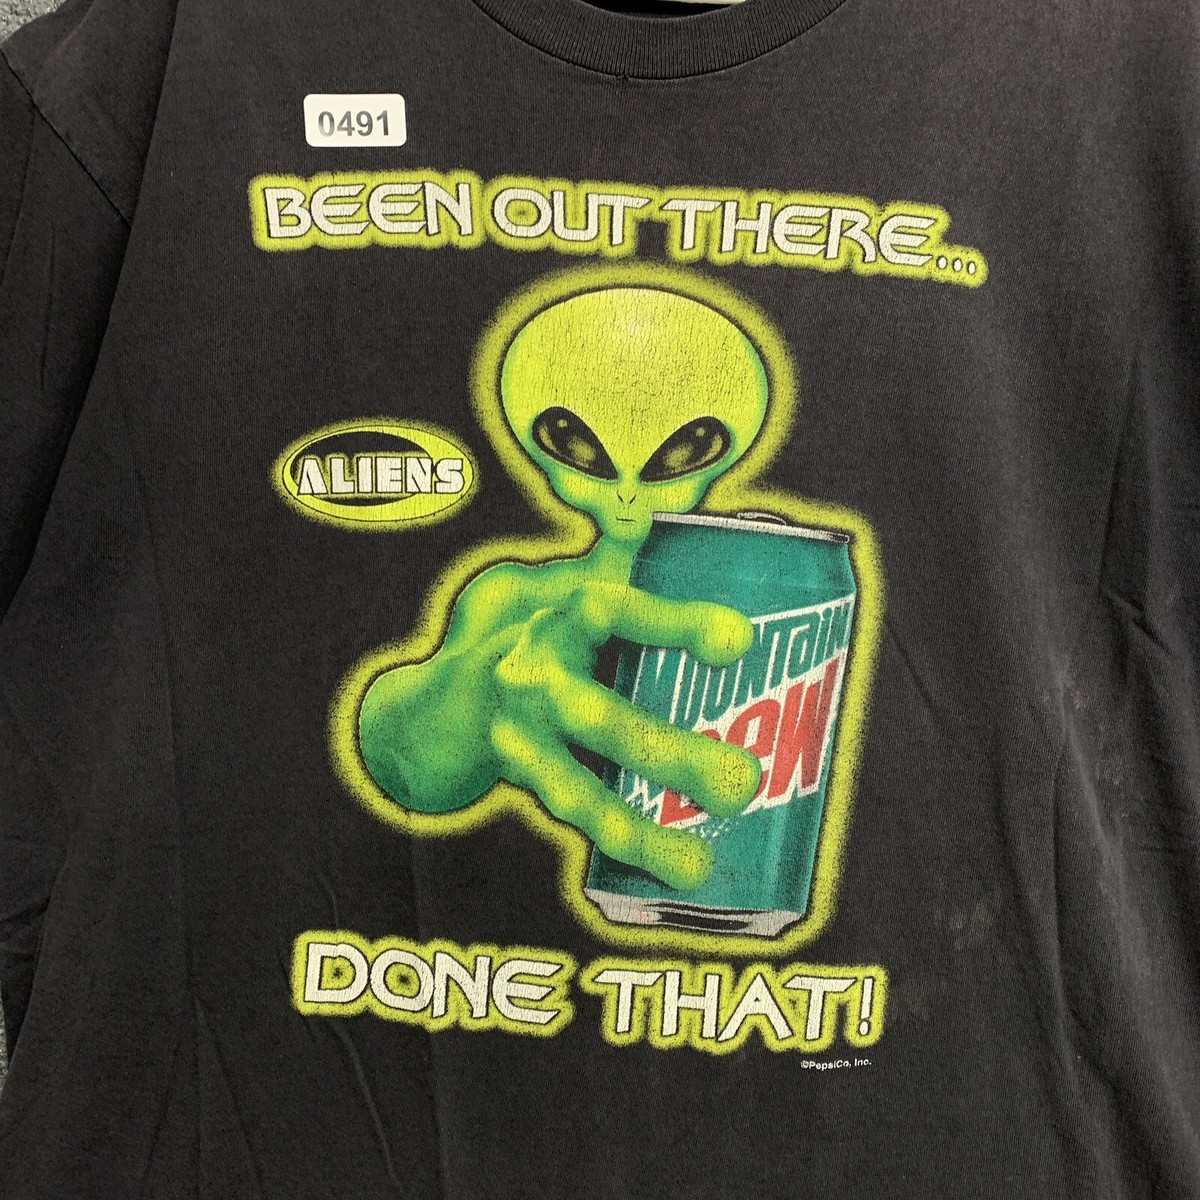 0491
BEEN OUT THERE...
ALIENS
MOUNTAIN
DEW
DONE THAT!
©PepsiCo, Inc.